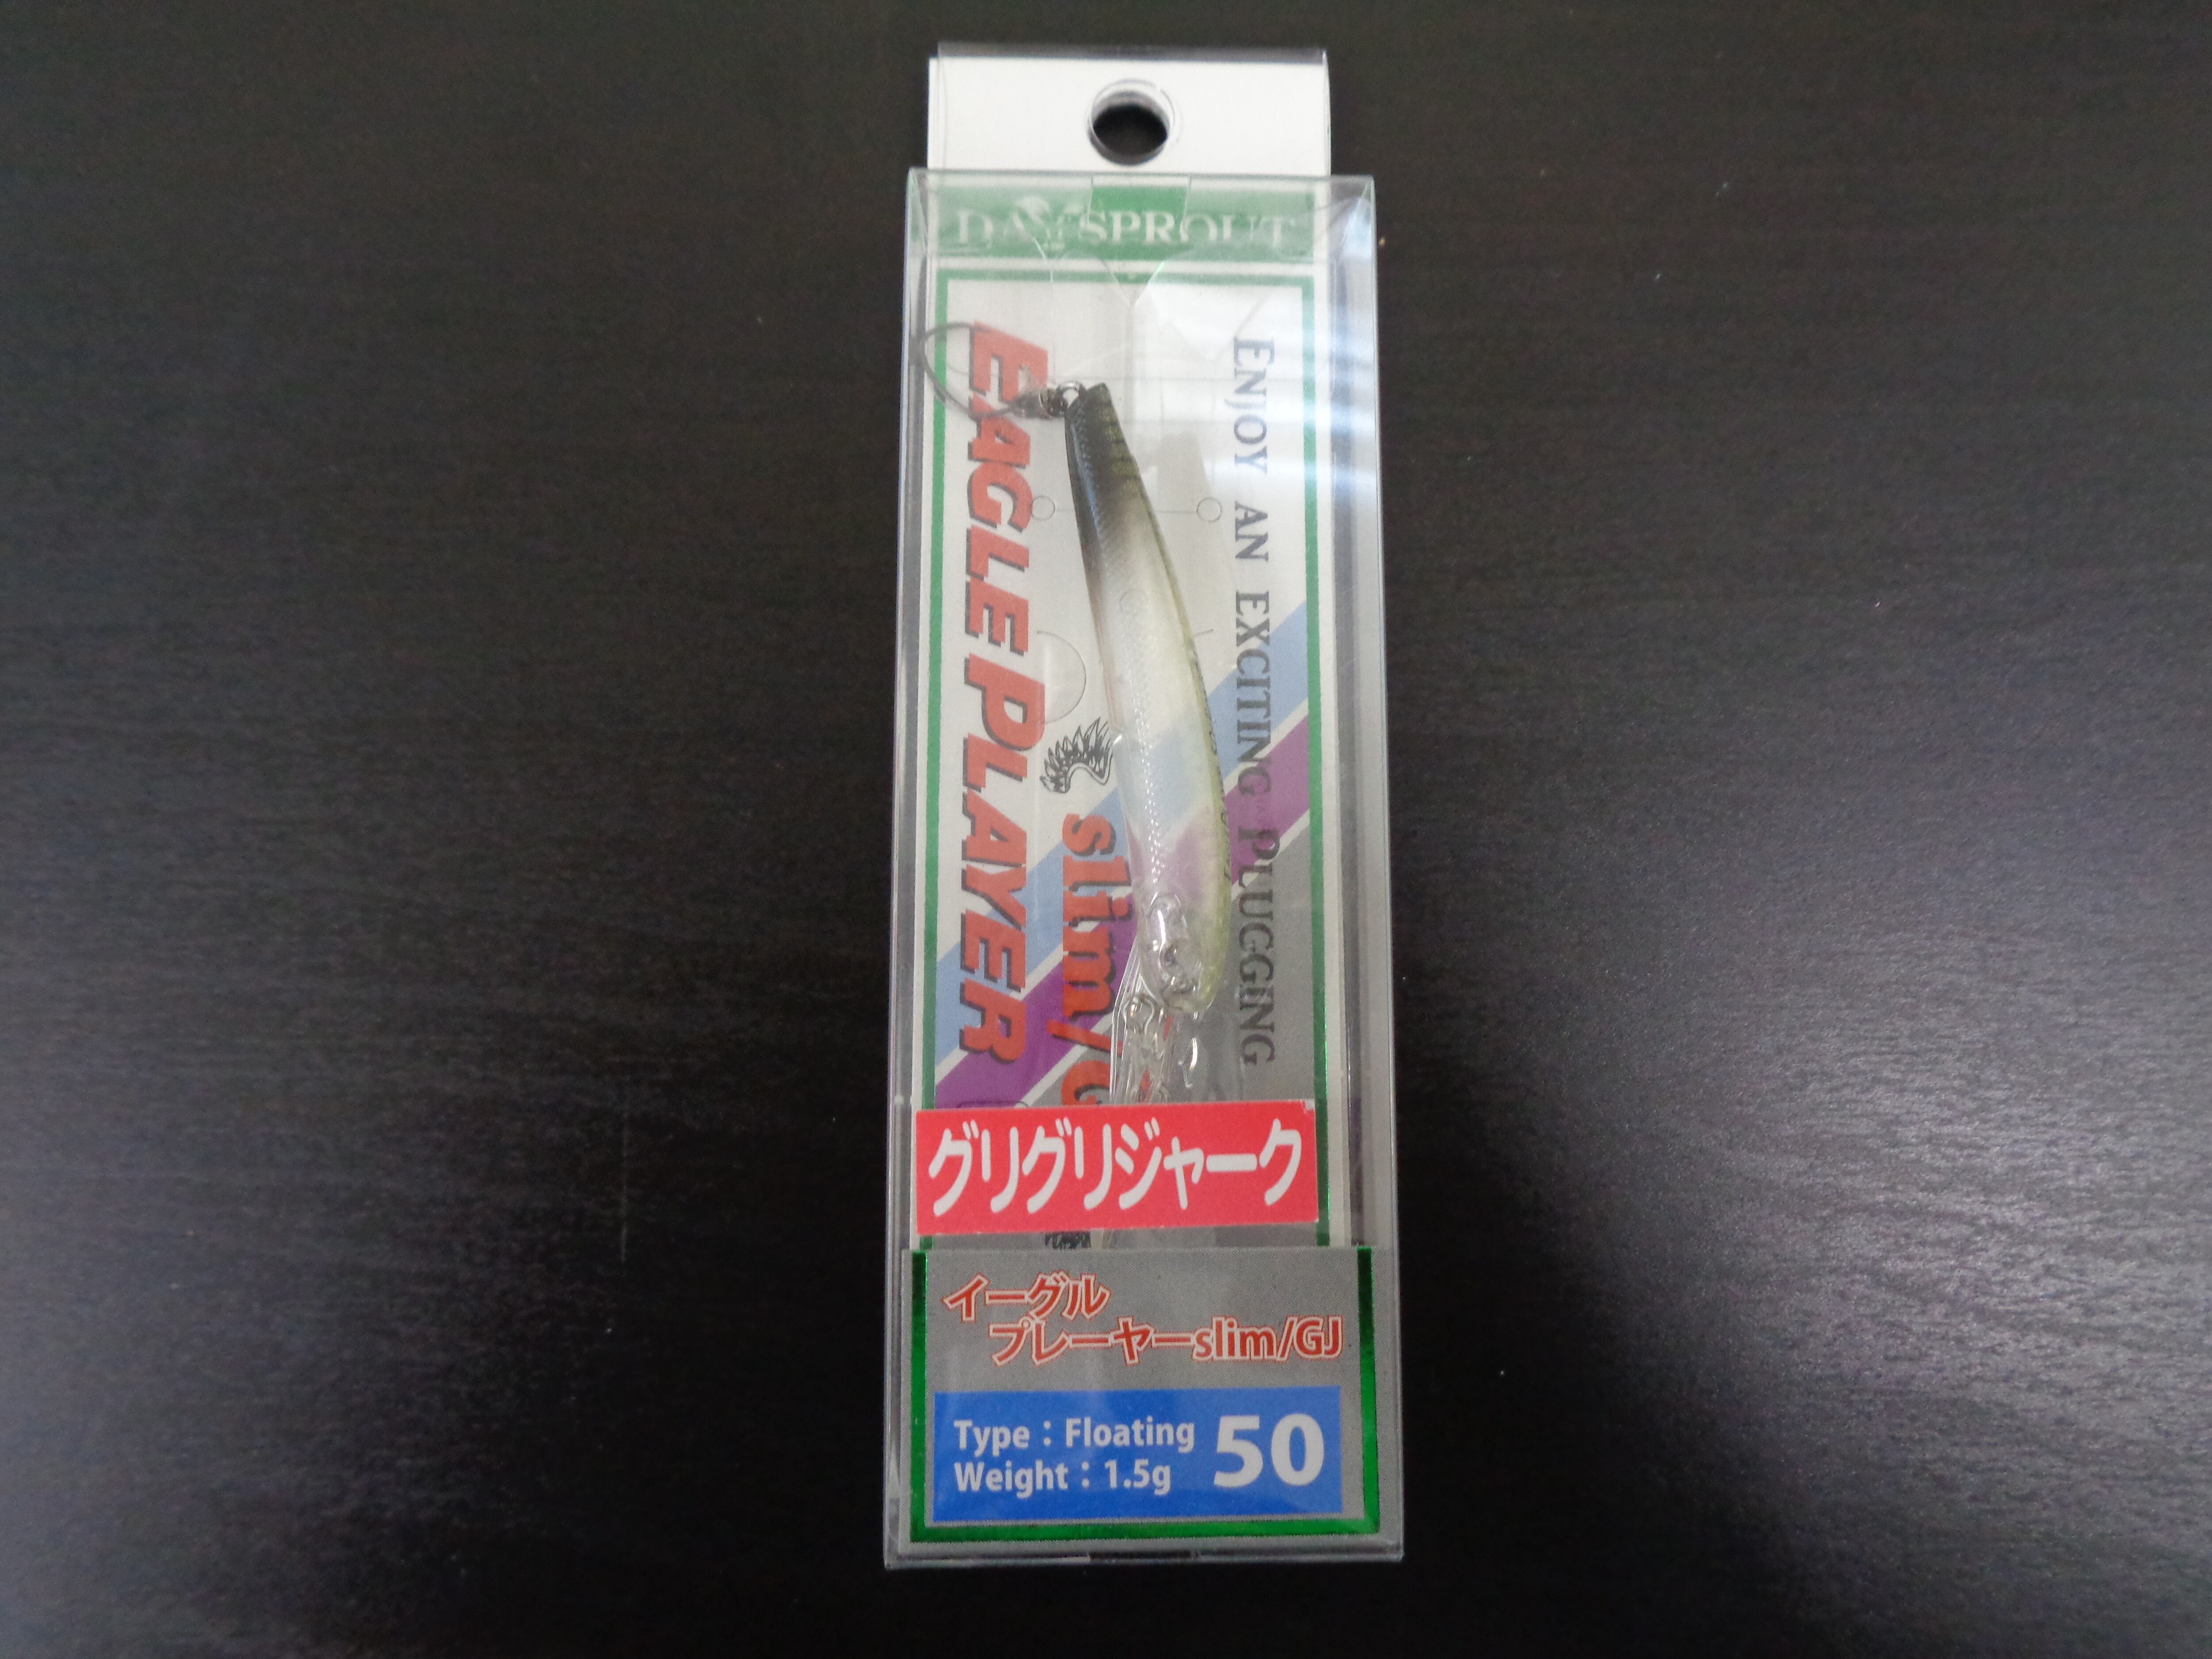 DAYSPROUT
EAGLE PLAYER
slim/G
ENJOY AN EXCITING PLUGGING
グリグリジャーク
イーグル
プレーヤーslim/GJ
Type：Floating
Weight：1.5g
50